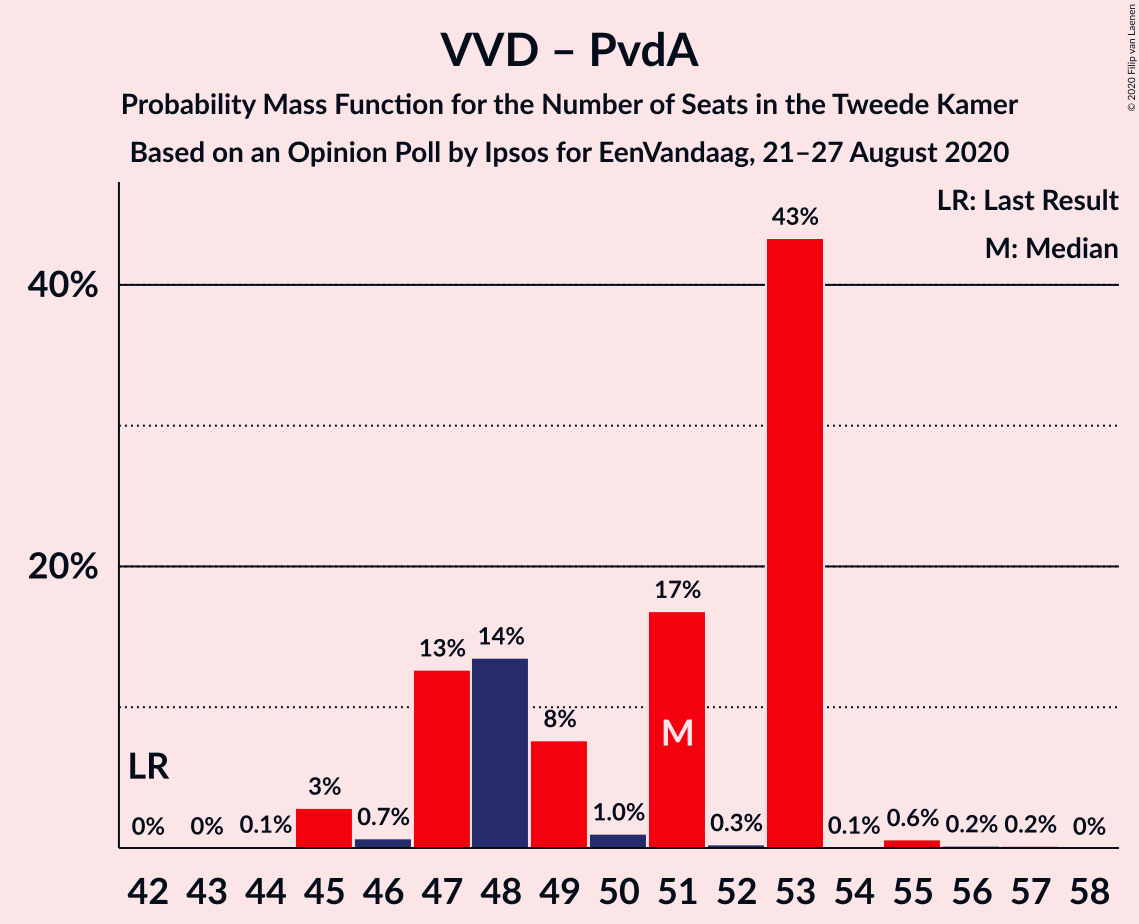 VVD – PvdA
Probability Mass Function for the Number of Seats in the Tweede Kamer
Based on an Opinion Poll by Ipsos for EenVandaag, 21–27 August 2020
© 2020 Filip van Laenen
LR: Last Result
M: Median
43%
40%
20%
17%
14%
13%
8%
M
LR
3%
0% 0% 0.1% 0.7% 1.0% 0.3% 0.1% 0.6% 0.2% 0.2% 0%
42 43 44 45 46 47 48 49 50 51 52 53 54 55 56 57 58